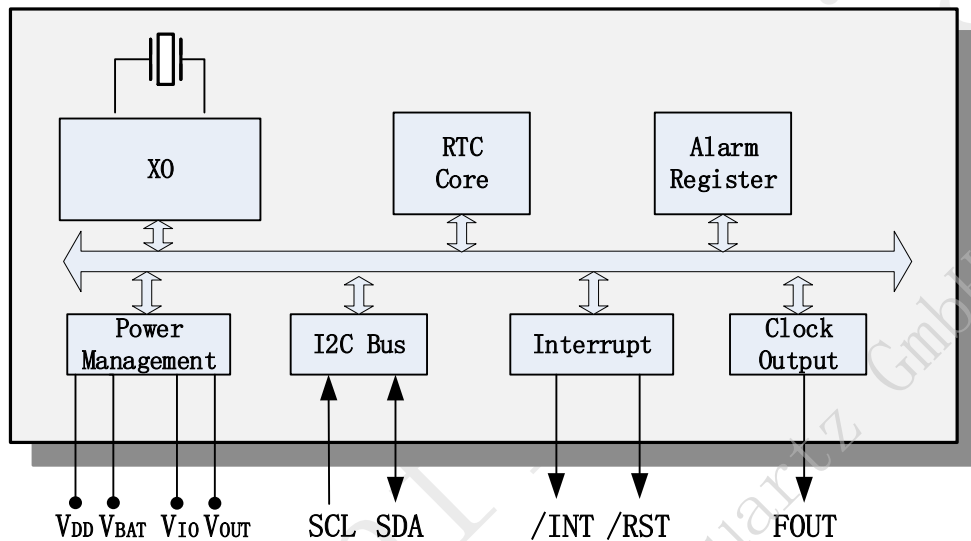 XO
RTC
Core
Alarm
Register
Power
Management
I2C Bus
Interrupt
Clock
Output
VDD VBAT VIO VOUT
SCL SDA
/INT /RST
FOUT